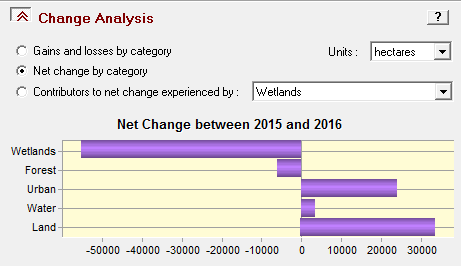 Change Analysis
?
Gains and losses by category
Units :
hectares
Net change by category
Contributors to net change experienced by :
Wetlands
Net Change between 2015 and 2016
Wetlands
Forest
Urban
Water
Land
-50000 -40000 -30000 -20000 -10000 0 10000 20000 30000